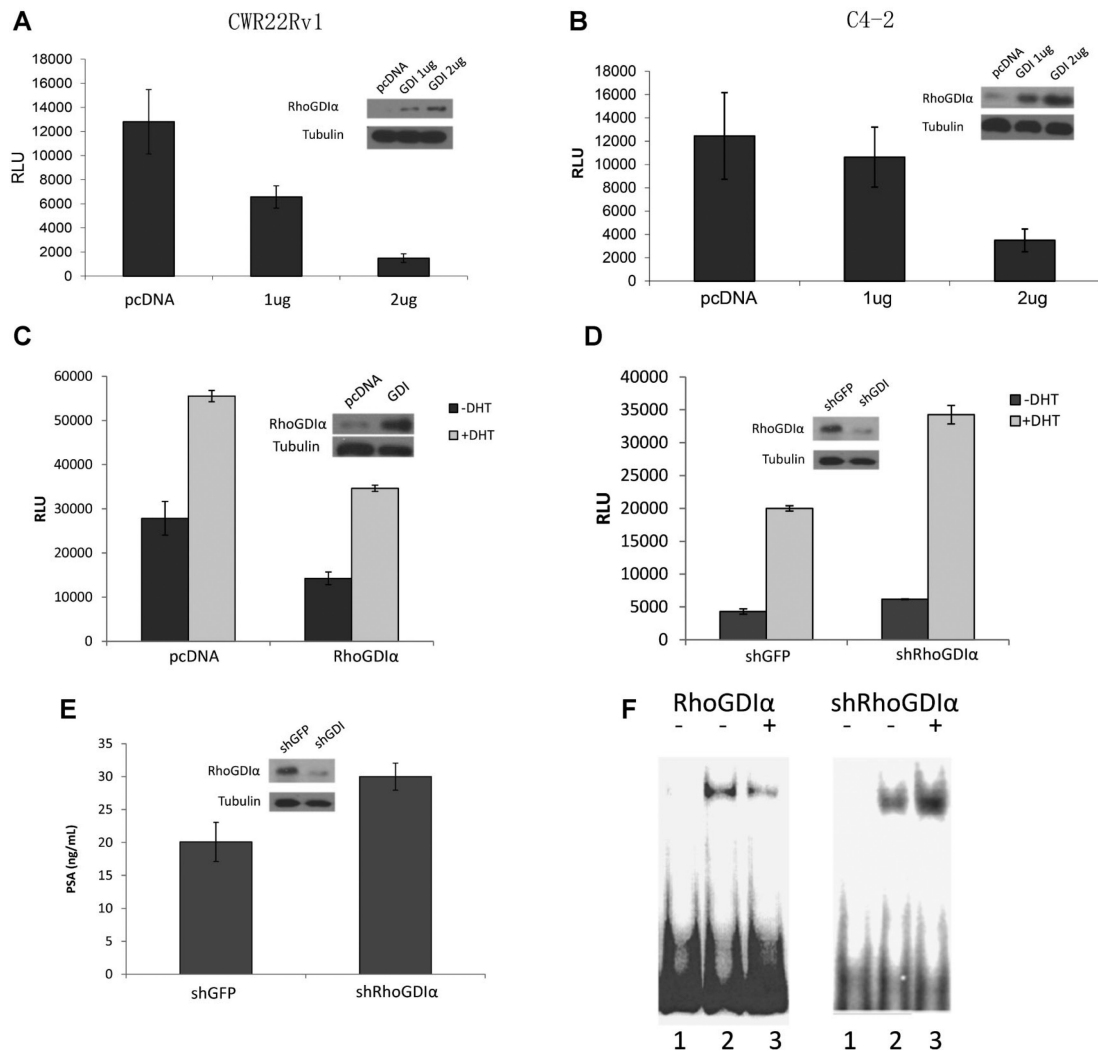 A
CWR22Rv1
18000
16000
14000
12000
10000
8000
6000
4000
2000
0
RLU
pcDNA
1ug
2ug
pcDNA
GDI 1ug
GDI 2ug
RhoGDIα
Tubulin
B
C4-2
18000
16000
14000
12000
10000
8000
6000
4000
2000
0
RLU
pcDNA
1ug
2ug
pcDNA
GDI 1ug
GDI 2ug
RhoGDIα
Tubulin
C
60000
50000
40000
30000
20000
10000
0
RLU
pcDNA
RhoGDIα
pcDNA
GDI
RhoGDIα
Tubulin
-DHT
+DHT
D
40000
35000
30000
25000
20000
15000
10000
5000
0
RLU
shGFP
shRhoGDIα
shGFP
shGDI
RhoGDIα
Tubulin
-DHT
+DHT
E
35
30
25
20
15
10
5
0
PSA (ng/mL)
shGFP
shRhoGDIα
shGFP
shGDI
RhoGDIα
Tubulin
F
RhoGDIα
- - +
1 2 3
shRhoGDIα
- - +
1 2 3